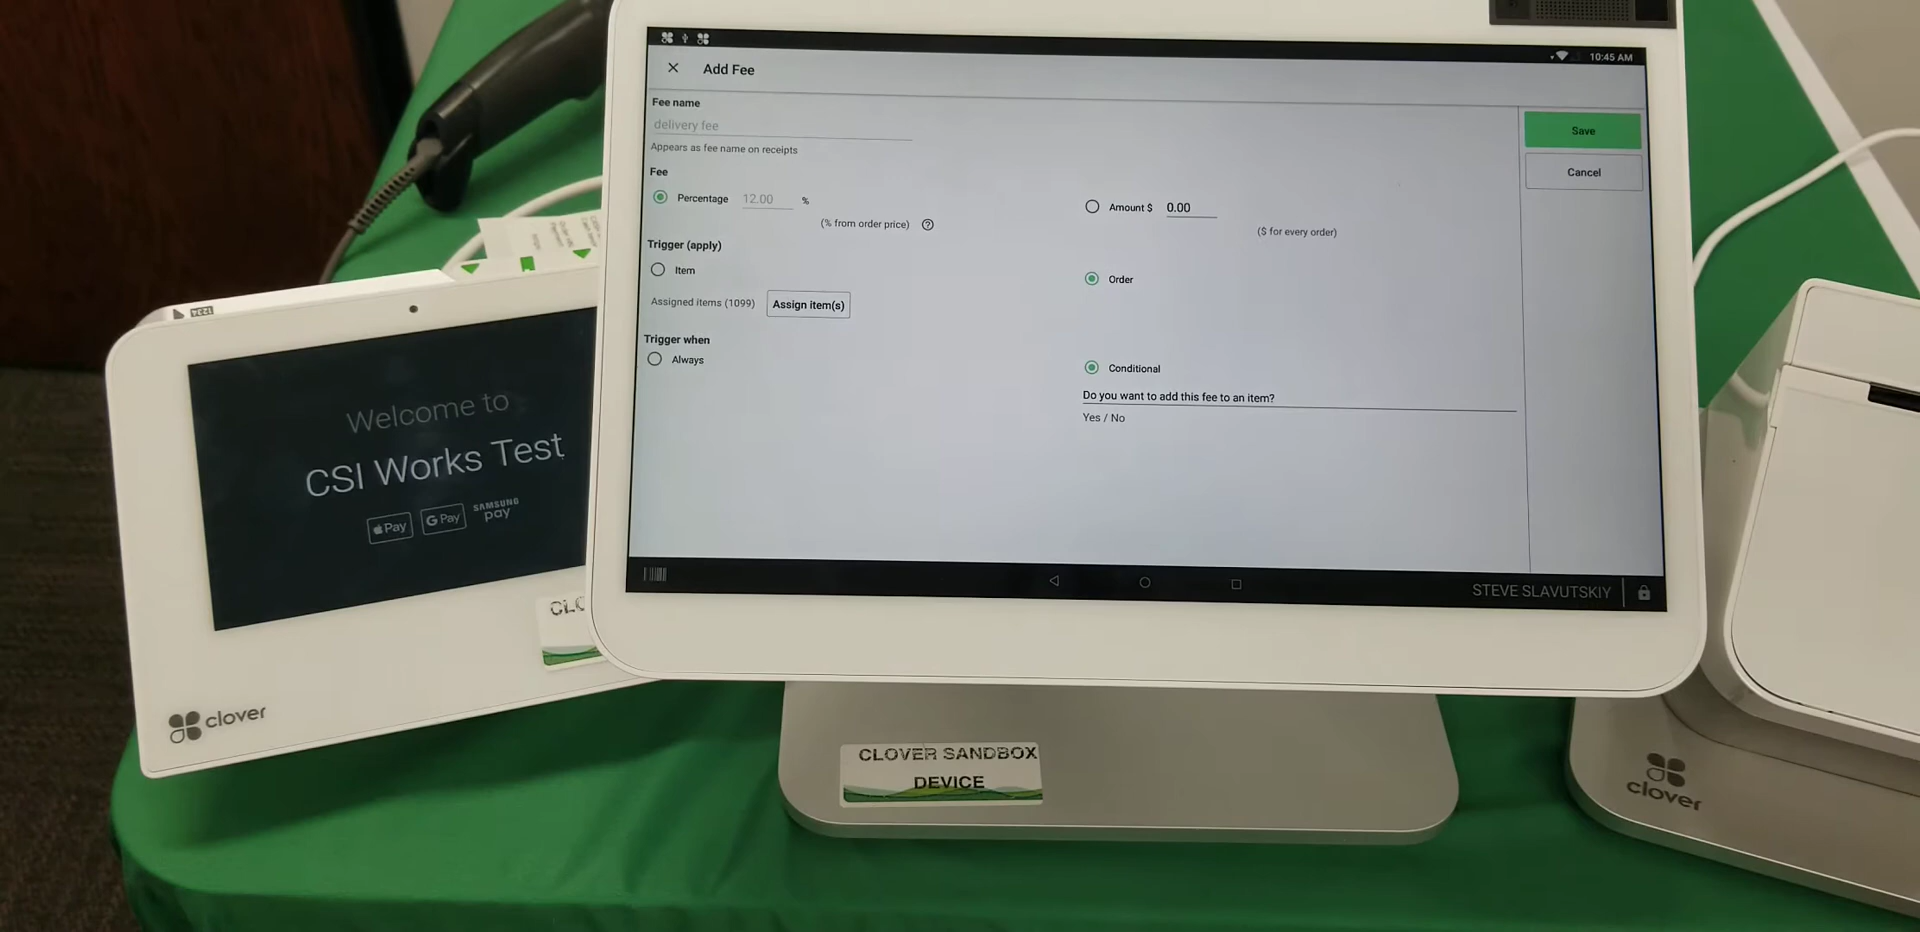 10:45 AM
Add Fee
Fee name
delivery fee
Appears as fee name on receipts
Save
Cancel
Fee
Percentage 12.00 %
(% from order price)
Amount $ 0.00
($ for every order)
Trigger (apply)
Item
Order
Assigned items (1099)
Assign item(s)
Trigger when
Always
Conditional
Do you want to add this fee to an item?
Yes / No
STEVE SLAVUTSKIY
Welcome to
CSI Works Test
Pay
G Pay
SAMSUNG
pay
CLO
clover
CLOVER SANDBOX
DEVICE
clover